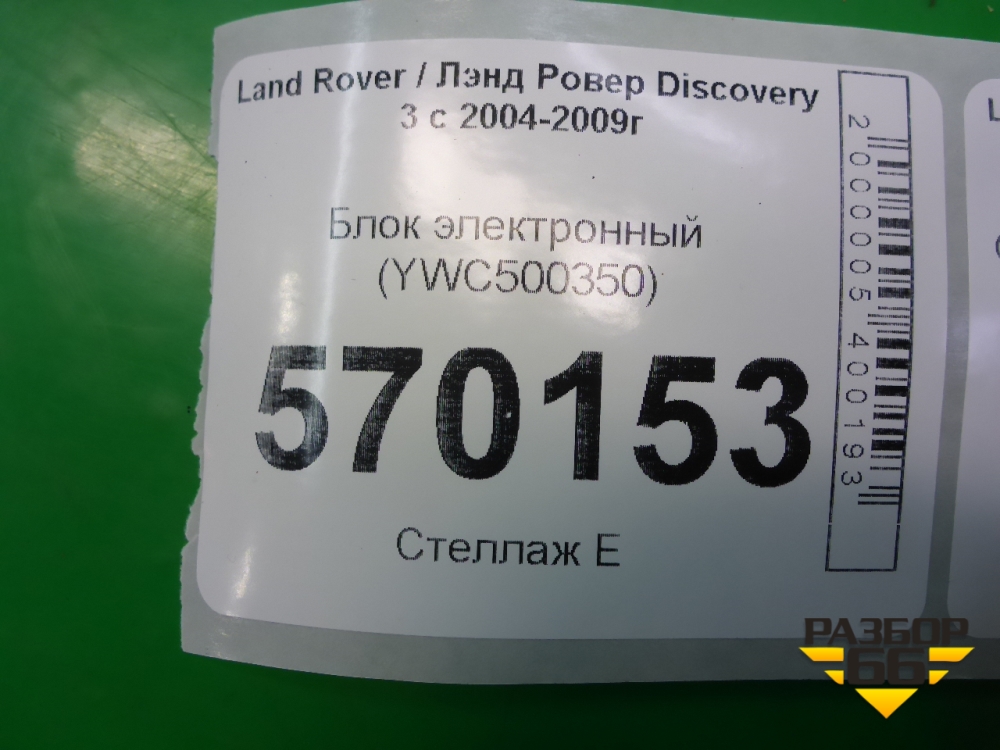 Land Rover / Лэнд Ровер Discovery
3 с 2004-2009г
Блок электронный
(YWC500350)
570153
Стеллаж Е
2000005400193
РАЗБОР
66